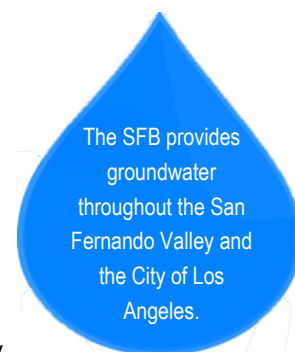 The SFB provides
groundwater
throughout the San
Fernando Valley and
the City of Los
Angeles.